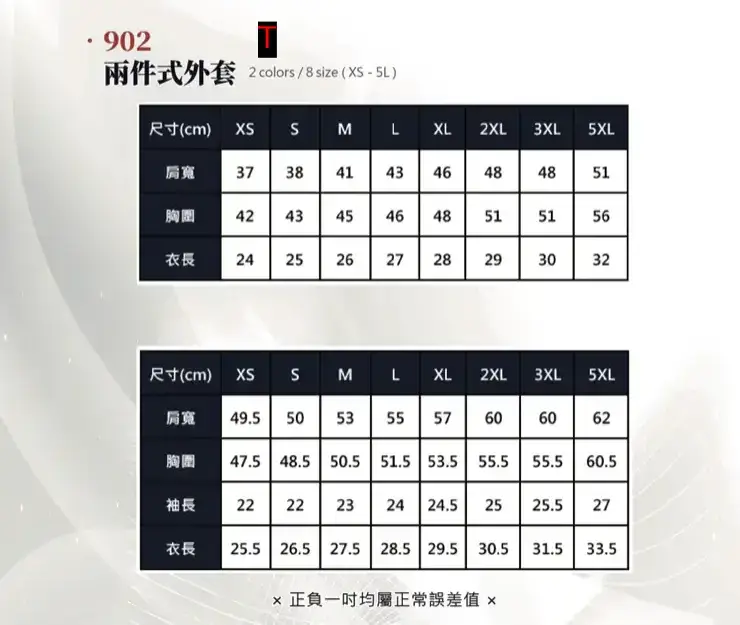 · 902
T
兩件式外套 2 colors / 8 size ( XS - 5L )
尺寸(cm) XS S M L XL 2XL 3XL 5XL
肩寬 37 38 41 43 46 48 48 51
胸圍 42 43 45 46 48 51 51 56
衣長 24 25 26 27 28 29 30 32
尺寸(cm) XS S M L XL 2XL 3XL 5XL
肩寬 49.5 50 53 55 57 60 60 62
胸圍 47.5 48.5 50.5 51.5 53.5 55.5 55.5 60.5
袖長 22 22 23 24 24.5 25 25.5 27
衣長 25.5 26.5 27.5 28.5 29.5 30.5 31.5 33.5
× 正負一吋均屬正常誤差值 ×